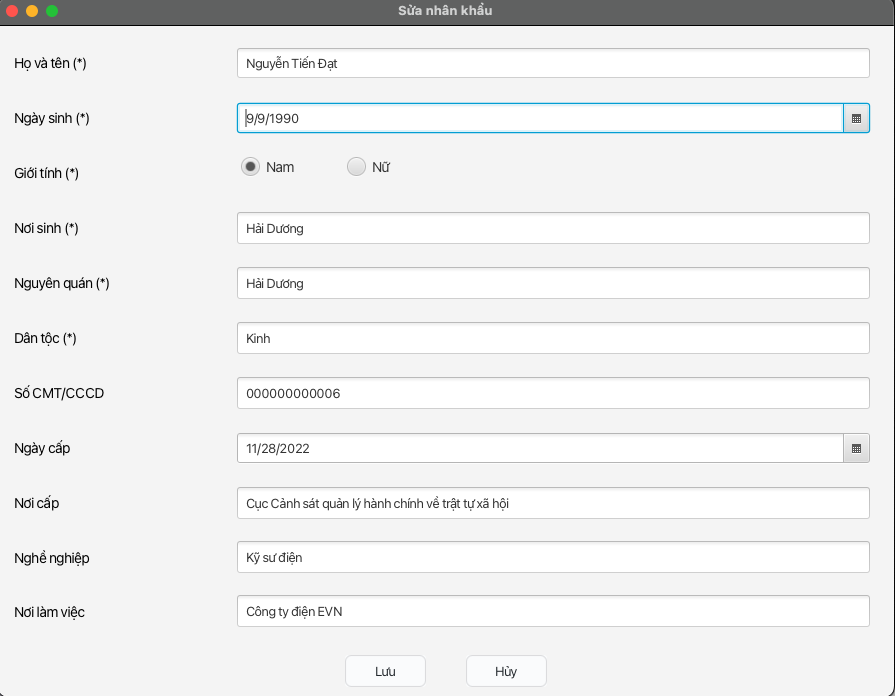 Sửa nhân khẩu
Họ và tên (*) Nguyễn Tiến Đạt
Ngày sinh (*) 9/9/1990
Giới tính (*) Nam Nữ
Nơi sinh (*) Hải Dương
Nguyên quán (*) Hải Dương
Dân tộc (*) Kinh
Số CMT/CCCD 000000000006
Ngày cấp 11/28/2022
Nơi cấp Cục Cảnh sát quản lý hành chính về trật tự xã hội
Nghề nghiệp Kỹ sư điện
Nơi làm việc Công ty điện EVN
Lưu Hủy